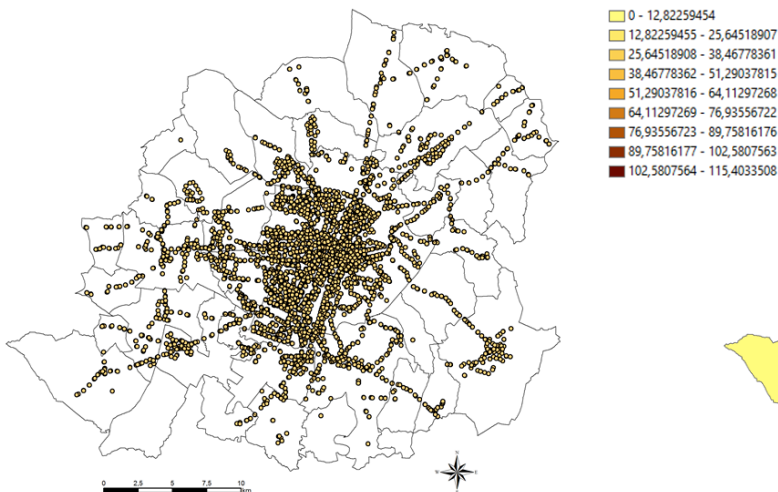 0 - 12,82259454
12,82259455 - 25,64518907
25,64518908 - 38,46778361
38,46778362 - 51,29037815
51,29037816 - 64,11297268
64,11297269 - 76,93556722
76,93556723 - 89,75816176
89,75816177 - 102,5807563
102,5807564 - 115,4033508
0 2,5 5 7,5 10
km